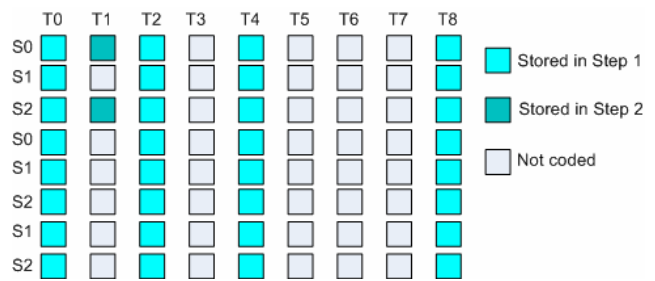 T0 T1 T2 T3 T4 T5 T6 T7 T8
S0
S1
S2
S0
S1
S2
S1
S2
Stored in Step 1
Stored in Step 2
Not coded